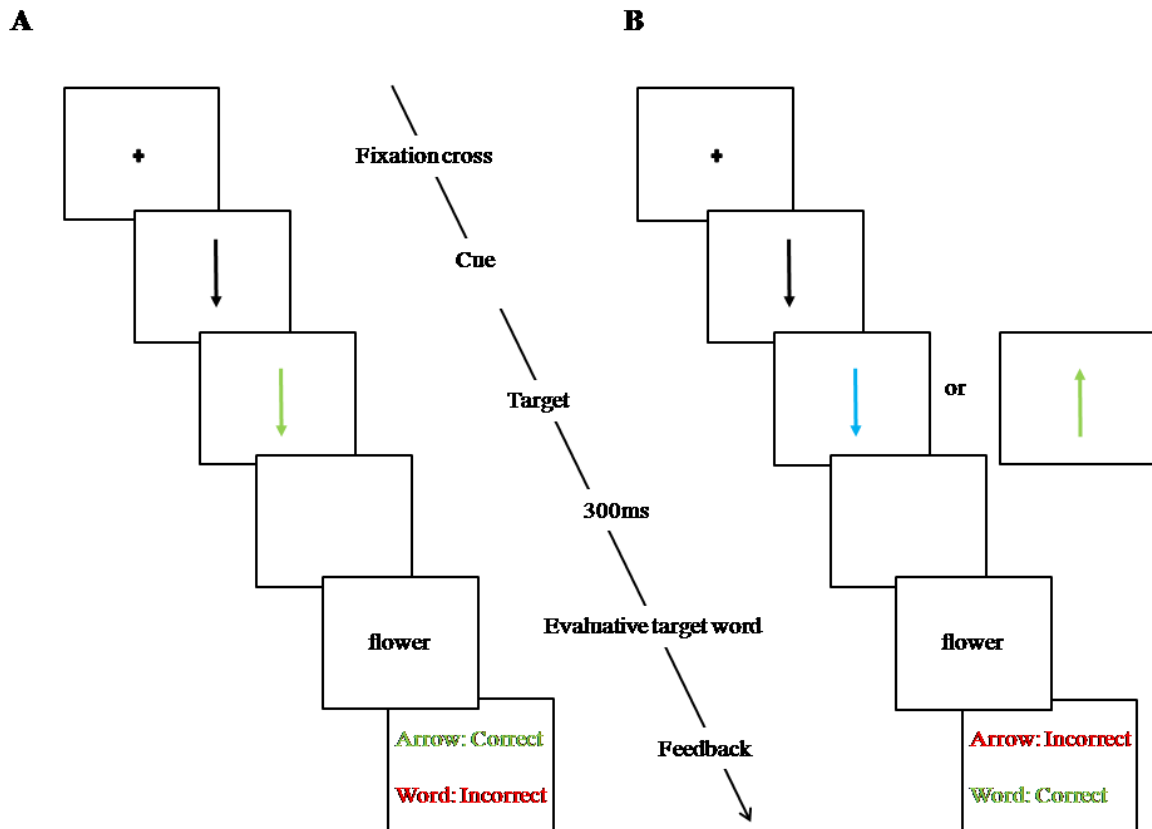 A
B
Fixation cross
Cue
Target
or
300ms
Evaluative target word
flower
flower
Feedback
Arrow: Correct
Word: Incorrect
Arrow: Incorrect
Word: Correct